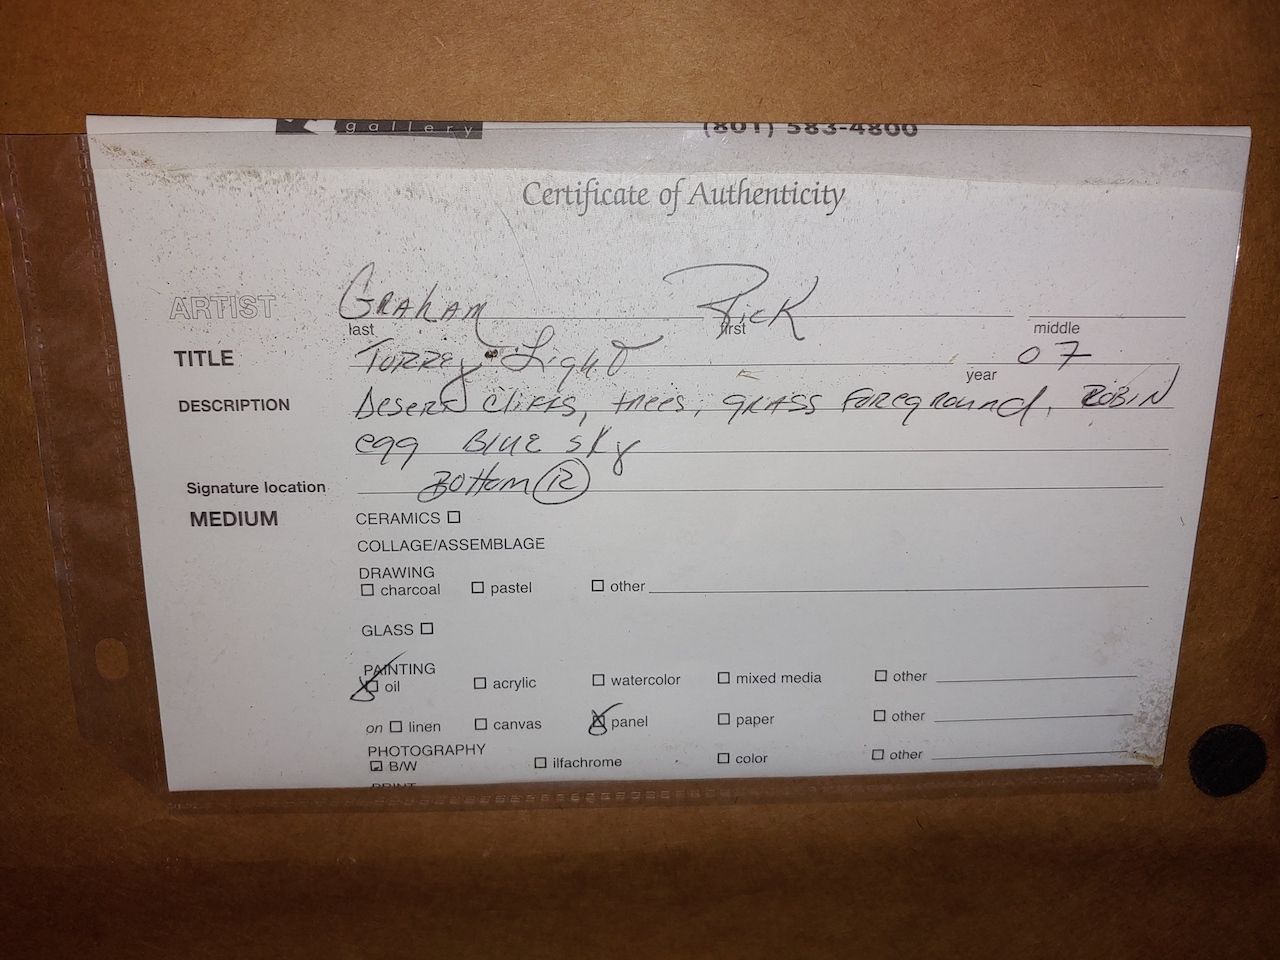 gallery (801) 583-4800
Certificate of Authenticity
ARTIST Graham Rick
last first middle
TITLE Torrey Light 07
year
DESCRIPTION Desert cliffs, trees, grass foreground, Robin
egg Blue sky
Signature location Bottom R
MEDIUM CERAMICS
COLLAGE/ASSEMBLAGE
DRAWING
charcoal pastel other
GLASS
PAINTING
oil acrylic watercolor mixed media other
on linen canvas panel paper other
PHOTOGRAPHY
B/W ilfachrome color other
PRINT